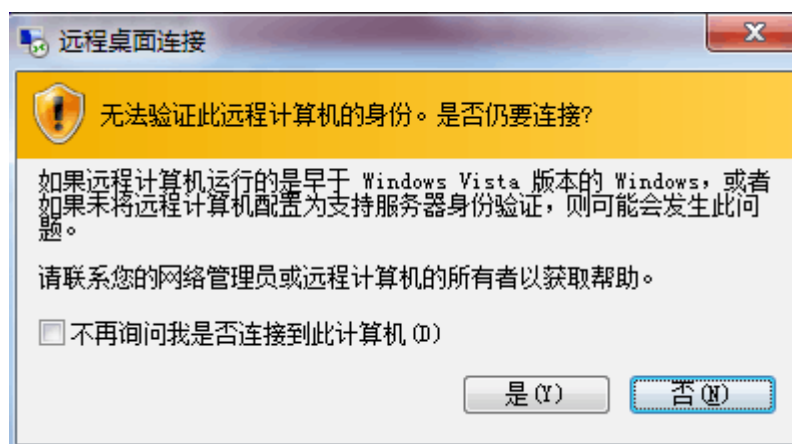 远程桌面连接
无法验证此远程计算机的身份。是否仍要连接?
如果远程计算机运行的是早于 Windows Vista 版本的 Windows，或者
如果未将远程计算机配置为支持服务器身份验证，则可能会发生此问
题。
请联系您的网络管理员或远程计算机的所有者以获取帮助。
不再询问我是否连接到此计算机(D)
是(Y) 否(N)